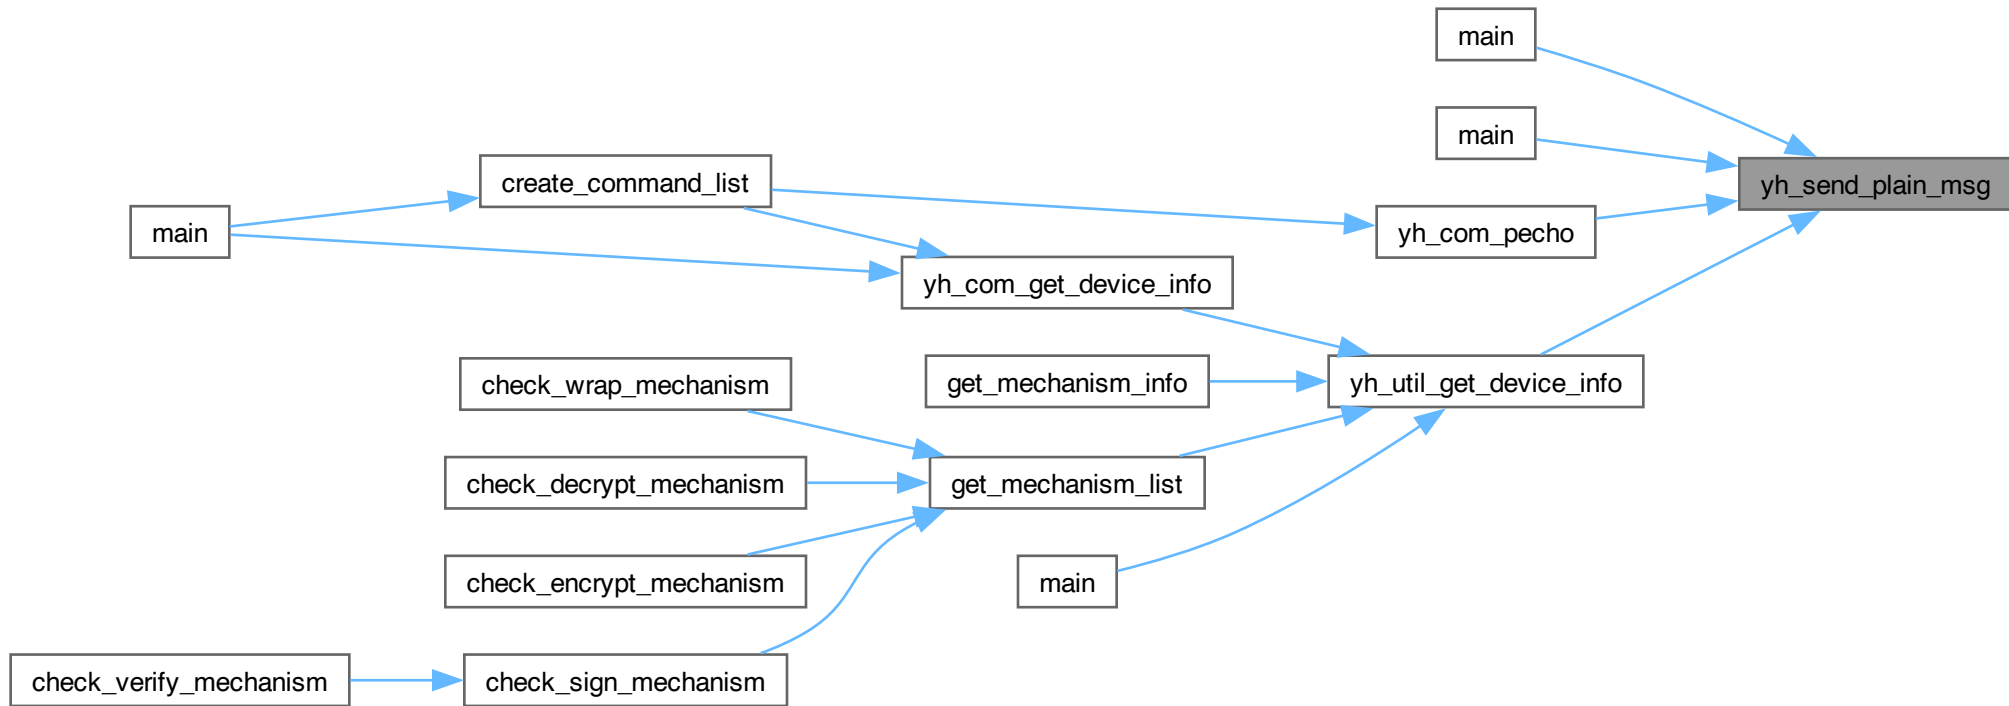 main
main
create_command_list
yh_send_plain_msg
main
yh_com_pecho
yh_com_get_device_info
check_wrap_mechanism
get_mechanism_info
yh_util_get_device_info
check_decrypt_mechanism
get_mechanism_list
check_encrypt_mechanism
main
check_verify_mechanism
check_sign_mechanism